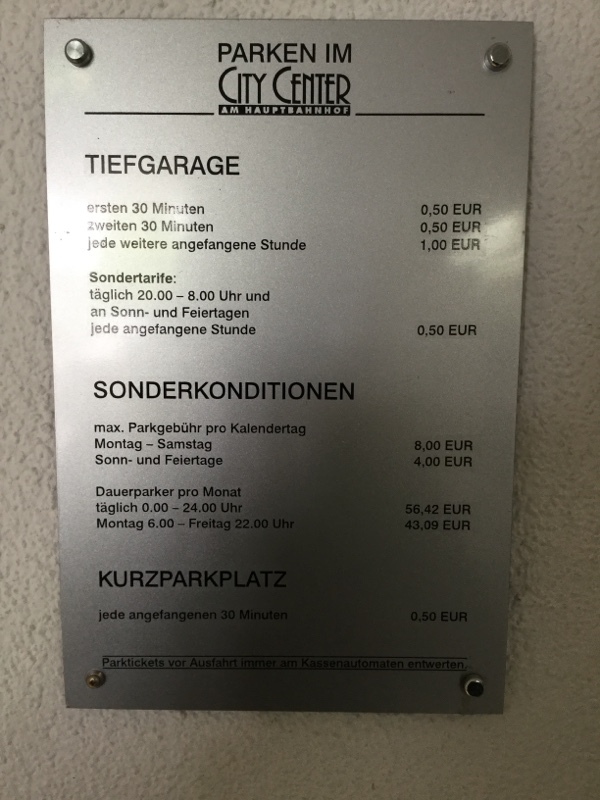 PARKEN IM
CITY CENTER
AM HAUPTBAHNHOF
TIEFGARAGE
ersten 30 Minuten 0,50 EUR
zweiten 30 Minuten 0,50 EUR
jede weitere angefangene Stunde 1,00 EUR
Sondertarife:
täglich 20.00 – 8.00 Uhr und
an Sonn- und Feiertagen
jede angefangene Stunde 0,50 EUR
SONDERKONDITIONEN
max. Parkgebühr pro Kalendertag
Montag – Samstag 8,00 EUR
Sonn- und Feiertage 4,00 EUR
Dauerparker pro Monat
täglich 0.00 – 24.00 Uhr 56,42 EUR
Montag 6.00 – Freitag 22.00 Uhr 43,09 EUR
KURZPARKPLATZ
jede angefangenen 30 Minuten 0,50 EUR
Parktickets vor Ausfahrt immer am Kassenautomaten entwerten.